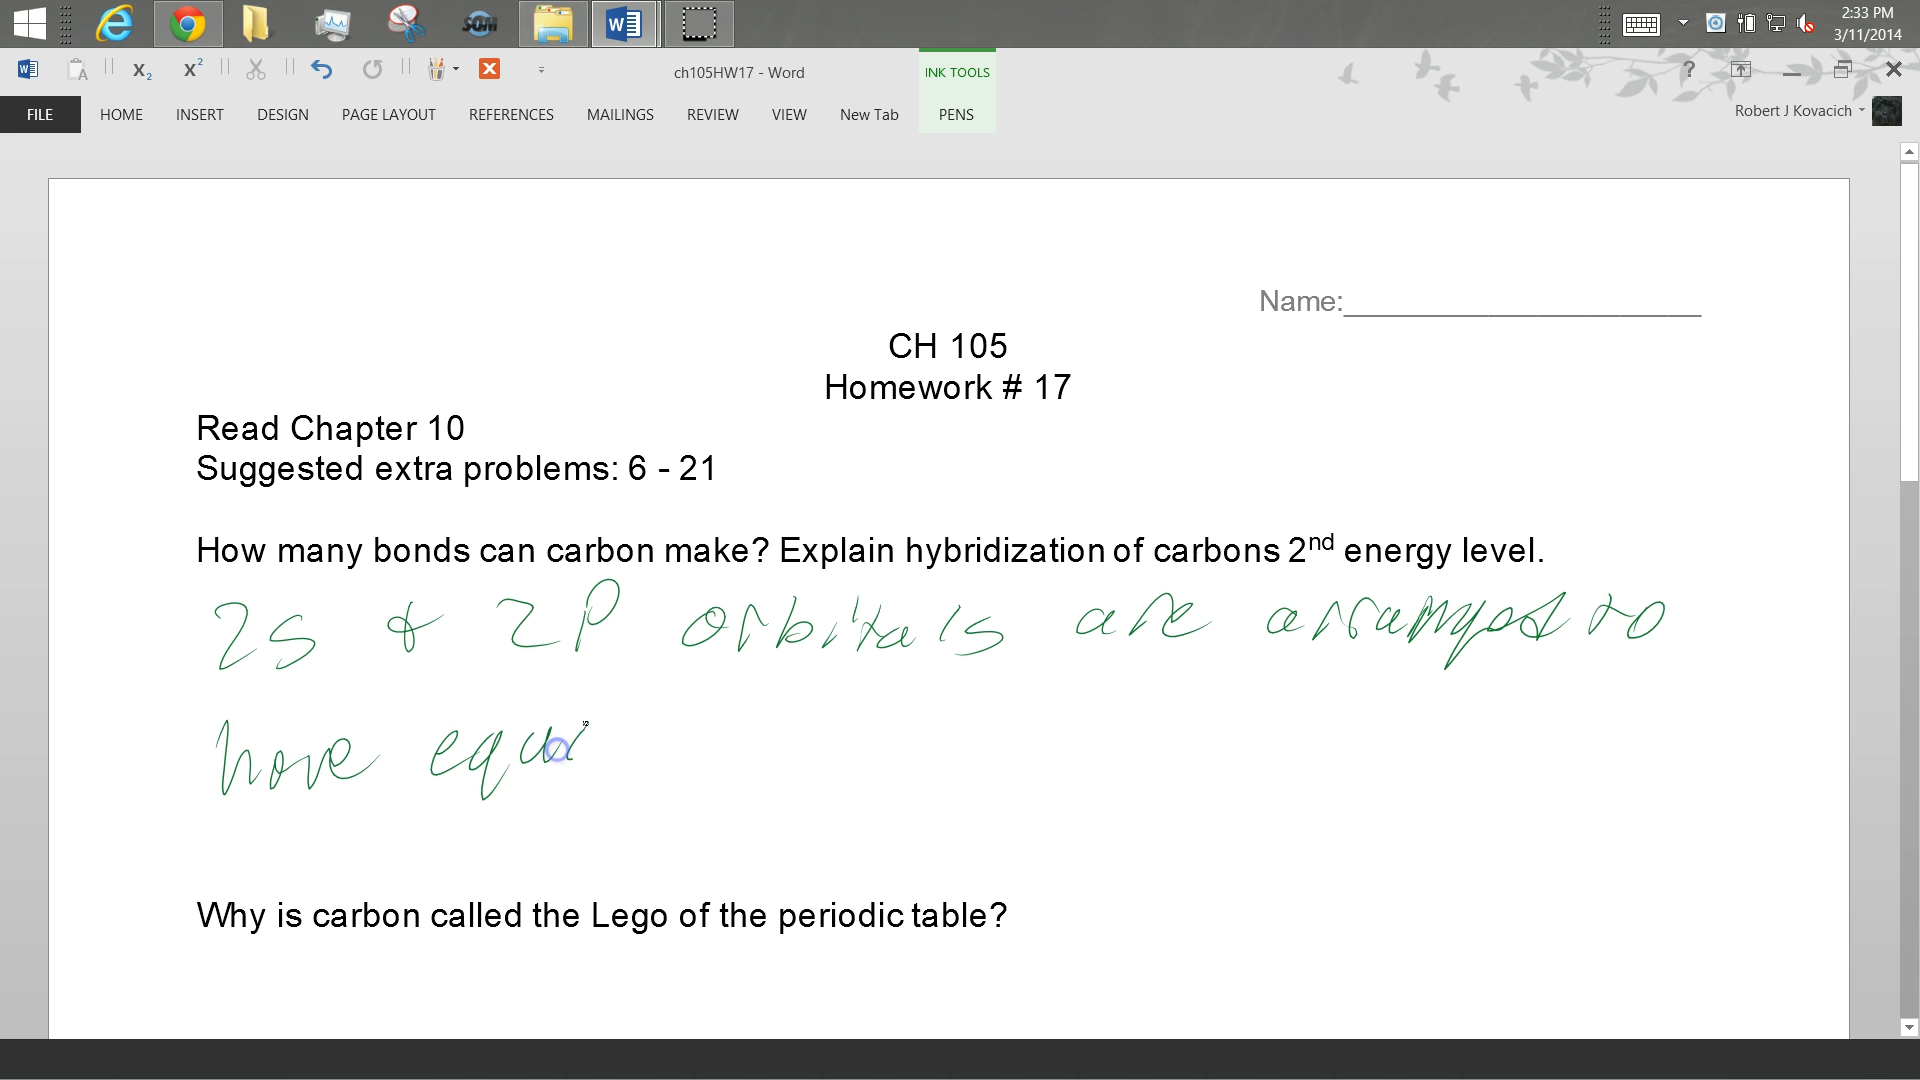 2:33 PM
3/11/2014
SQM
ch105HW17 - Word
INK TOOLS
FILE HOME INSERT DESIGN PAGE LAYOUT REFERENCES MAILINGS REVIEW VIEW New Tab PENS
Robert J Kovacich
Name:______________________
CH 105
Homework # 17
Read Chapter 10
Suggested extra problems: 6 - 21
How many bonds can carbon make? Explain hybridization of carbons 2nd energy level.
2s & 2P orbitals are arranged to
have equa
Why is carbon called the Lego of the periodic table?